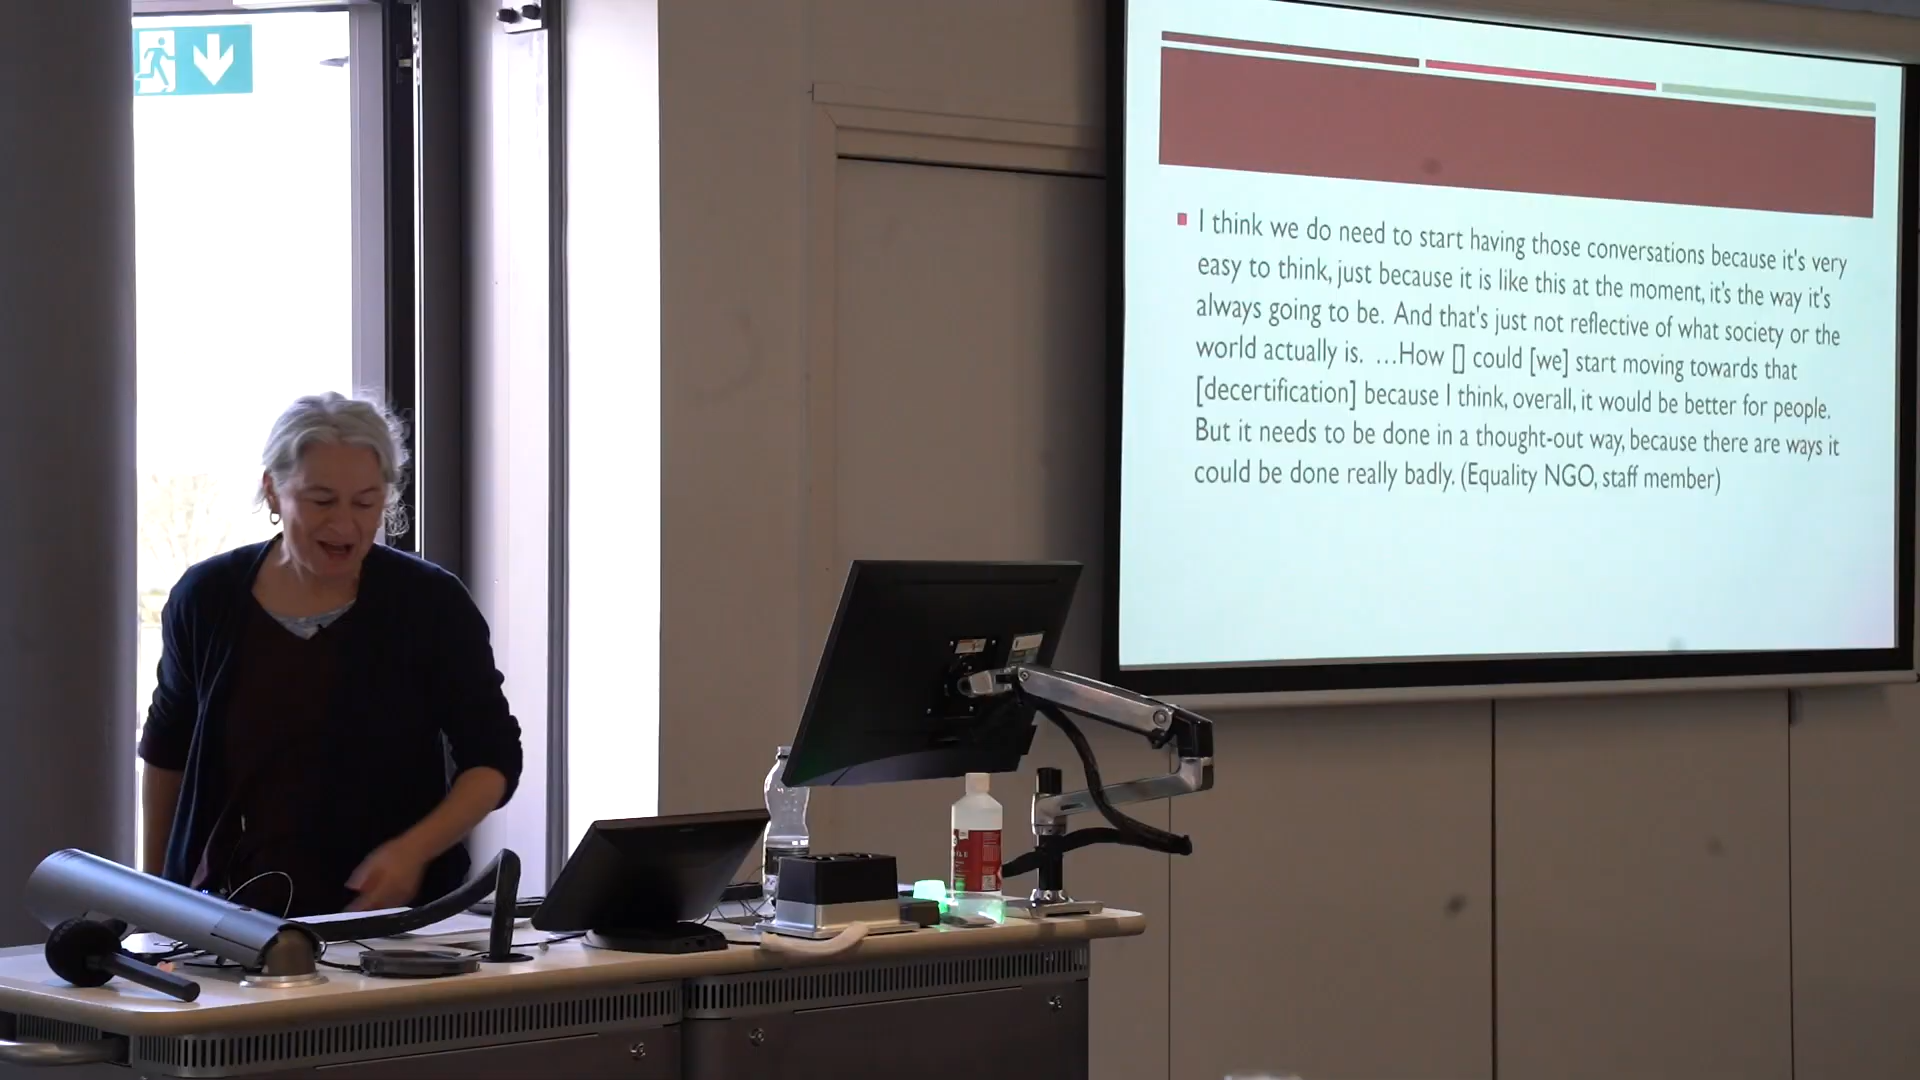 I think we do need to start having those conversations because it's very
easy to think, just because it is like this at the moment, it's the way it's
always going to be. And that's just not reflective of what society or the
world actually is. …How [] could [we] start moving towards that
[decertification] because I think, overall, it would be better for people.
But it needs to be done in a thought-out way, because there are ways it
could be done really badly. (Equality NGO, staff member)